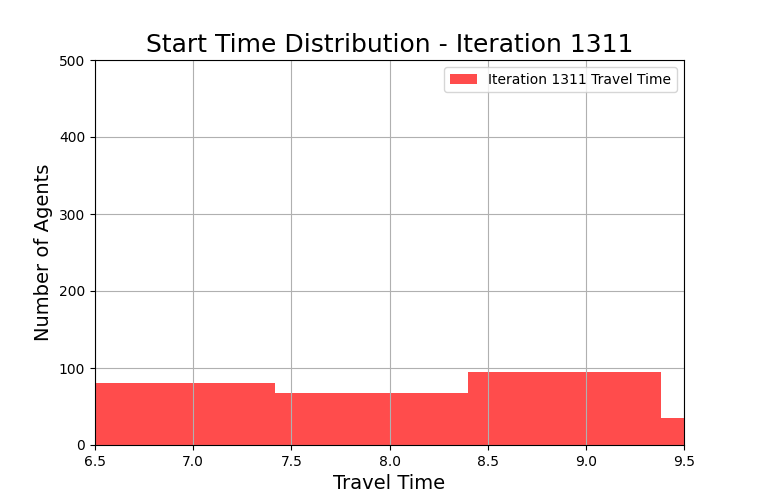 Start Time Distribution - Iteration 1311
500
400
300
200
100
0
Number of Agents
Iteration 1311 Travel Time
6.5 7.0 7.5 8.0 8.5 9.0 9.5
Travel Time